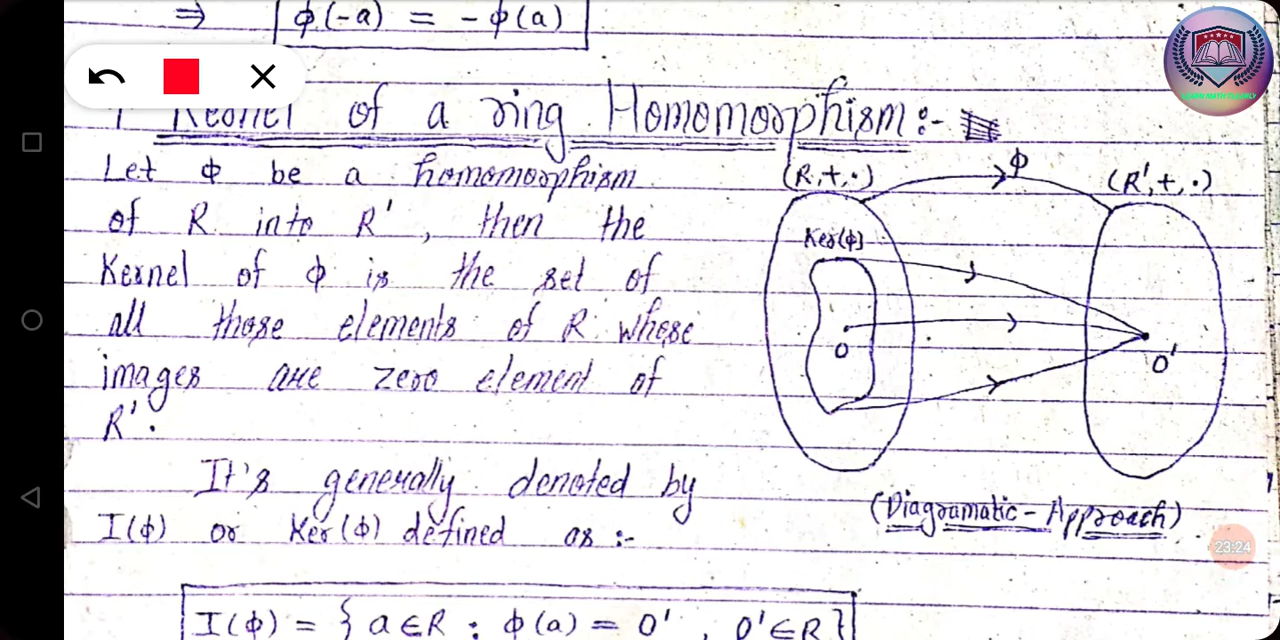 ⇒ ϕ(-a) = -ϕ(a)
Kernel of a ring Homomorphism:-
Let ϕ be a homomorphism
of R into R', then the
Kernel of ϕ is the set of
all those elements of R whose
images are zero element of
R'.
(R,+,·) ϕ (R',+,·)
Ker(ϕ)
0 0'
(Diagramatic-Approach)
It's generally denoted by
I(ϕ) or Ker(ϕ) defined as:-
23:24
I(ϕ) = { a∈R : ϕ(a) = 0' , 0'∈R }